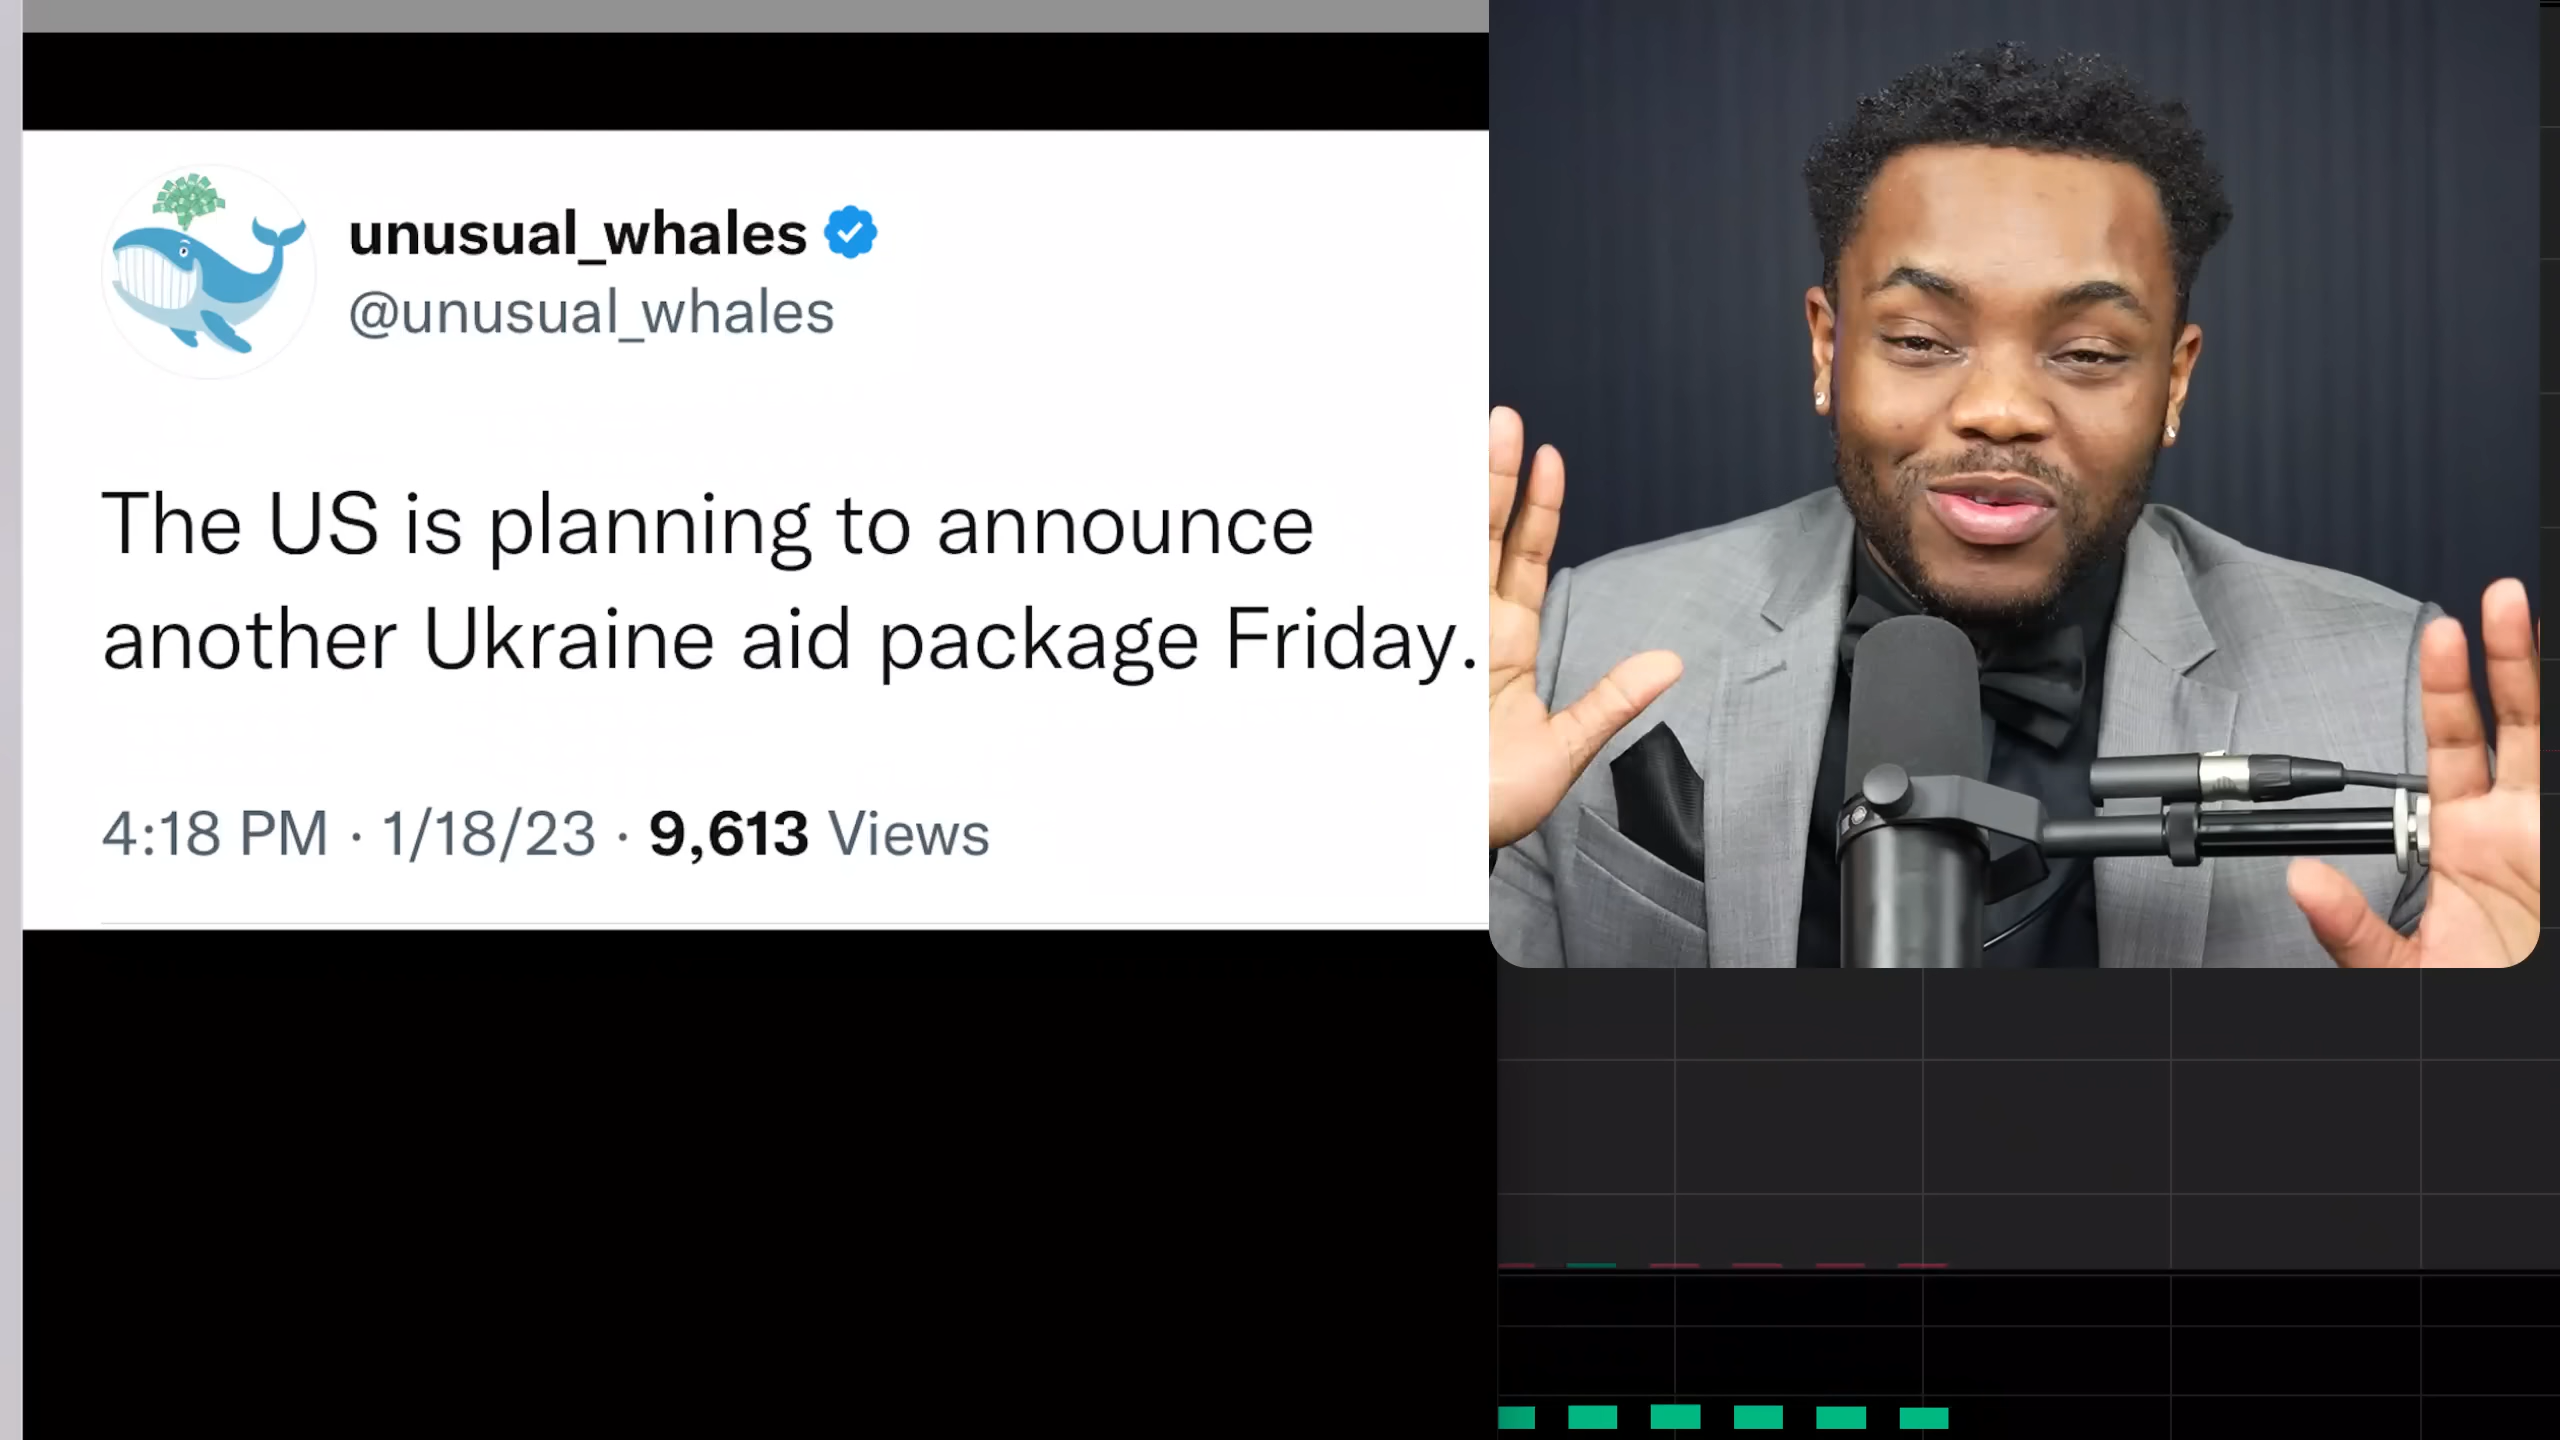 unusual_whales
@unusual_whales
The US is planning to announce
another Ukraine aid package Friday.
4:18 PM · 1/18/23 · 9,613 Views